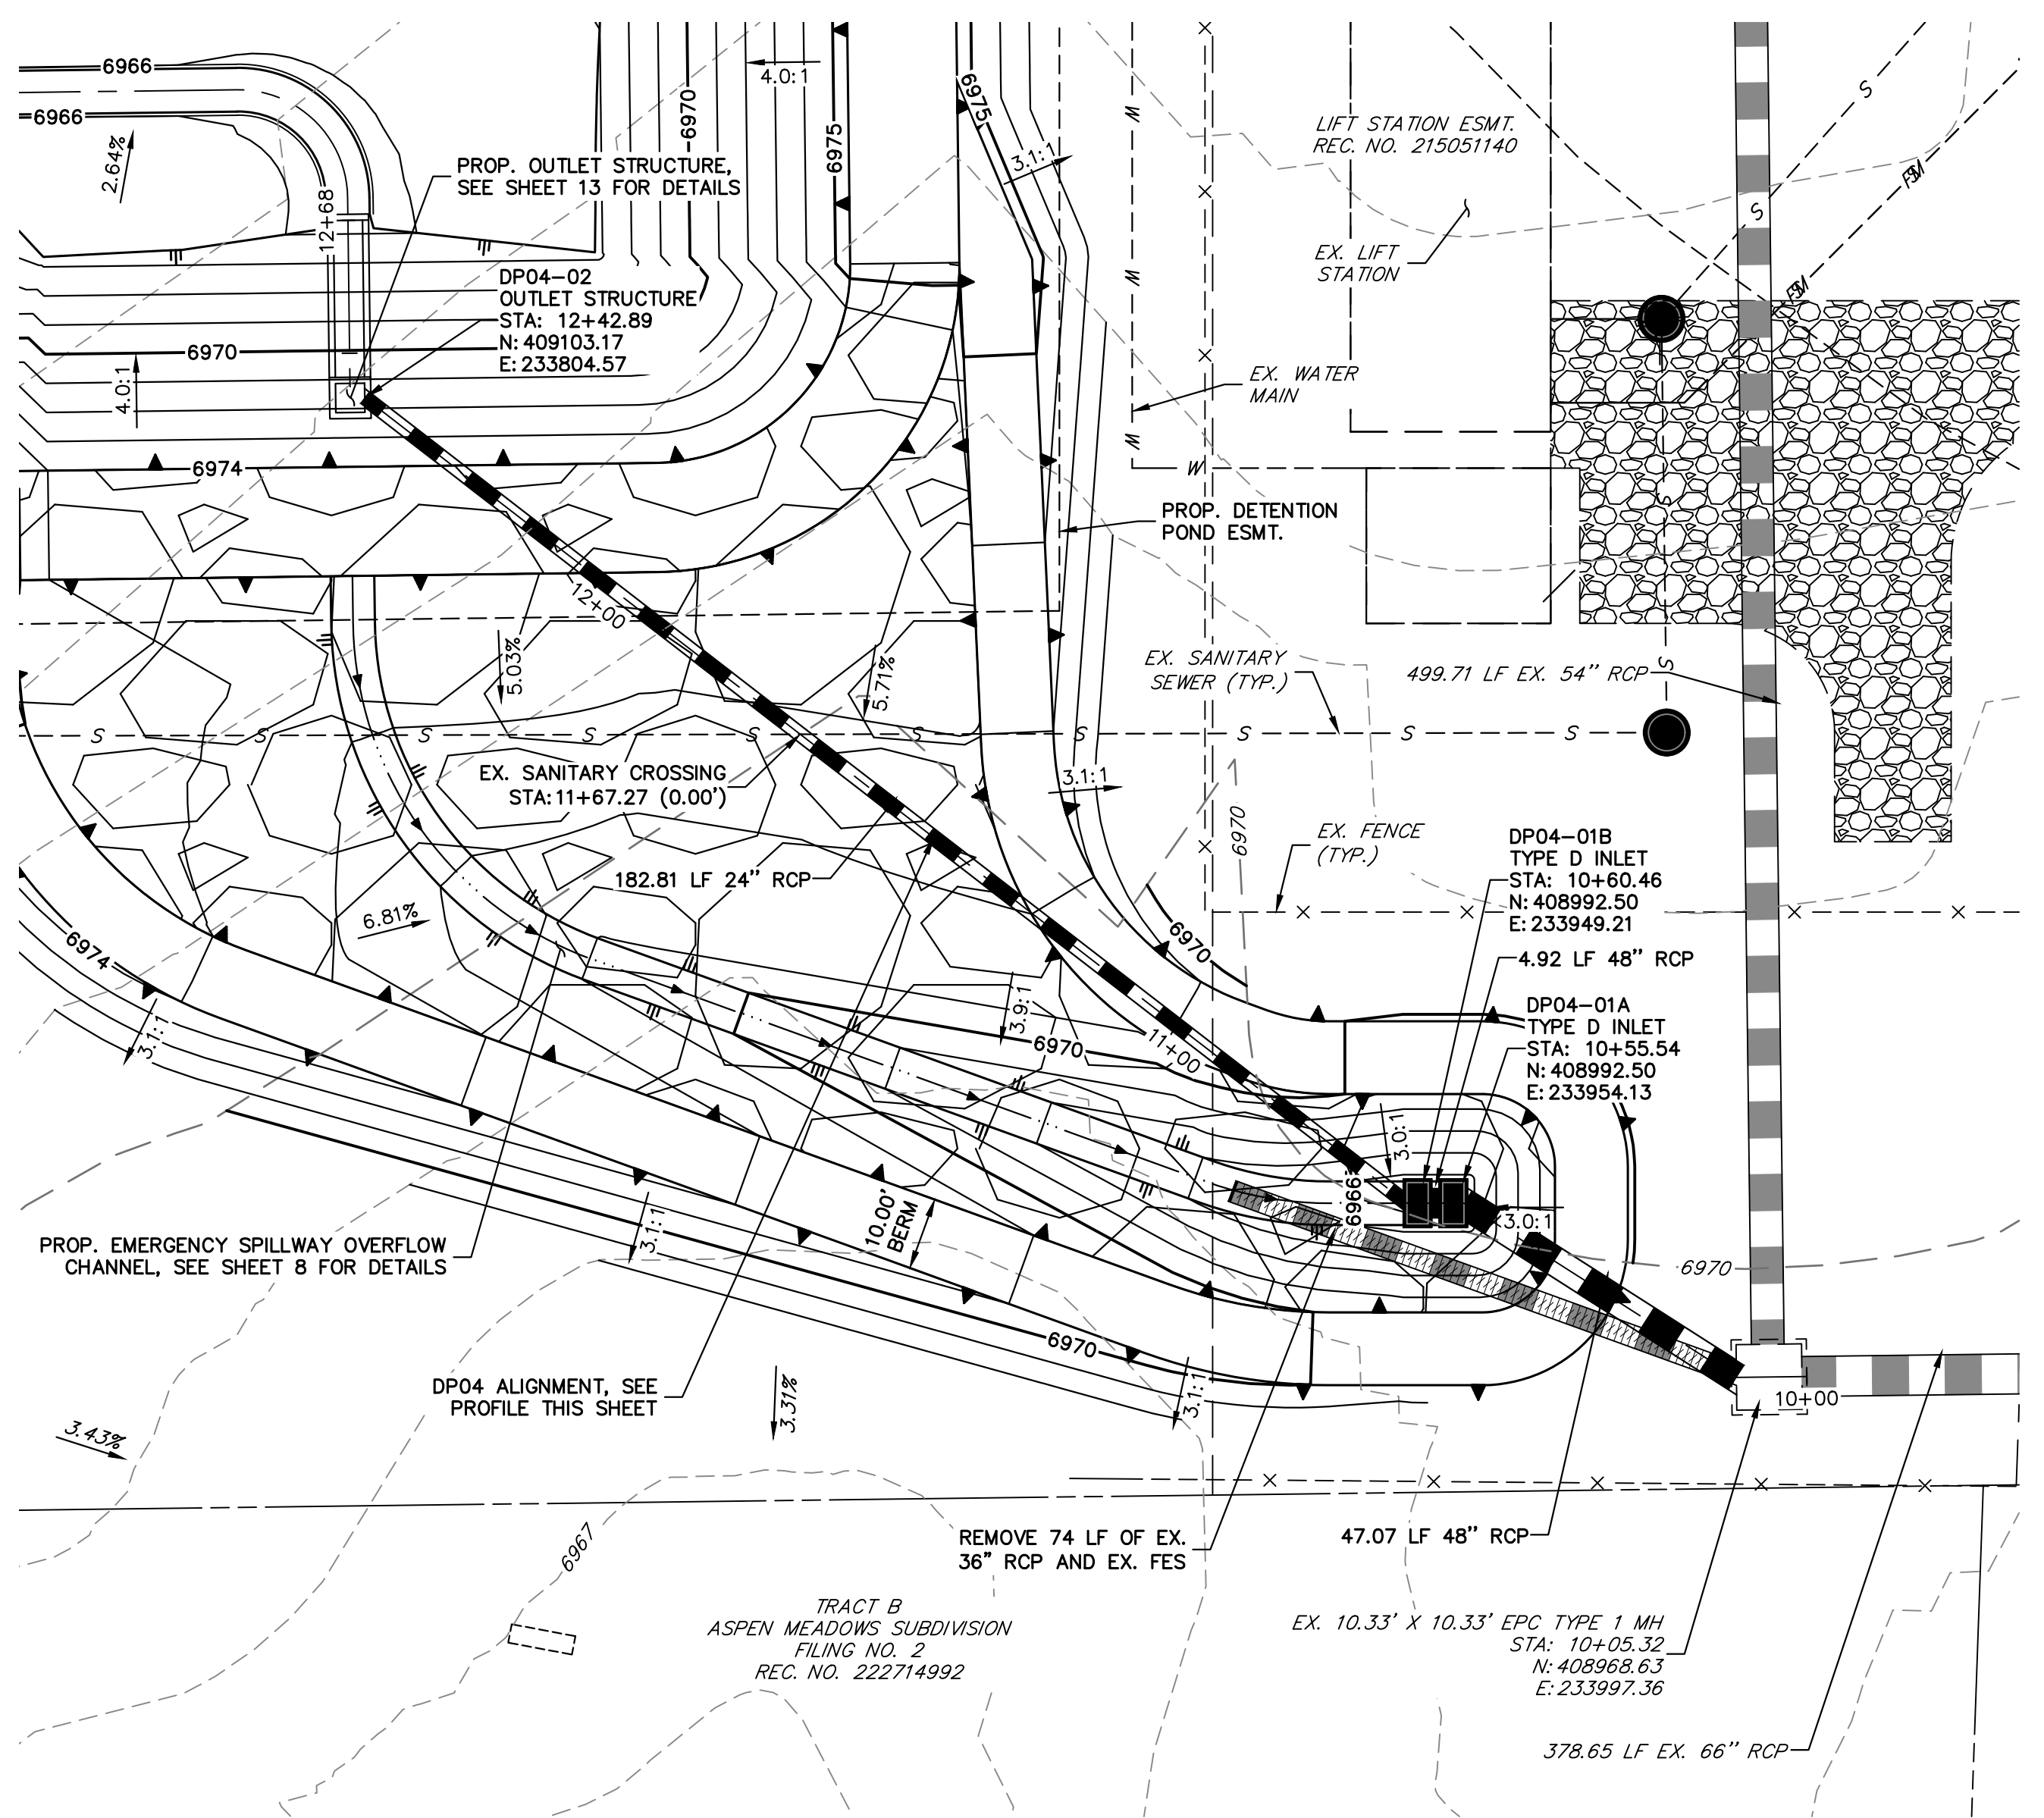 6966
6966
2.64%
12+68
PROP. OUTLET STRUCTURE,
SEE SHEET 13 FOR DETAILS
4.0:1
6970
6975
6975
3.1:1
W
W
W
W
LIFT STATION ESMT.
REC. NO. 215051140
EX. LIFT
STATION
S
S
DP04-02
OUTLET STRUCTURE
STA: 12+42.89
N: 409103.17
E: 233804.57
6970
4.0:1
6974
EX. WATER
MAIN
PROP. DETENTION
POND ESMT.
S
S
12+00
5.03%
5.71%
EX. SANITARY
SEWER (TYP.)
499.71 LF EX. 54" RCP
S S S S S S S S S S
EX. SANITARY CROSSING
STA: 11+67.27 (0.00')
3.1:1
6970
EX. FENCE
(TYP.)
182.81 LF 24" RCP
6.81%
6974
6970
DP04-01B
TYPE D INLET
STA: 10+60.46
N: 408992.50
E: 233949.21
4.92 LF 48" RCP
DP04-01A
TYPE D INLET
STA: 10+55.54
N: 408992.50
E: 233954.13
3.1:1
3.9:1
6970
11+00
3.0:1
6966
3.0:1
10.00'
BERM
3.1:1
PROP. EMERGENCY SPILLWAY OVERFLOW
CHANNEL, SEE SHEET 8 FOR DETAILS
6970
6970
DP04 ALIGNMENT, SEE
PROFILE THIS SHEET
3.31%
3.1:1
3.43%
10+00
6967
REMOVE 74 LF OF EX.
36" RCP AND EX. FES
47.07 LF 48" RCP
TRACT B
ASPEN MEADOWS SUBDIVISION
FILING NO. 2
REC. NO. 222714992
EX. 10.33' X 10.33' EPC TYPE 1 MH
STA: 10+05.32
N: 408968.63
E: 233997.36
378.65 LF EX. 66" RCP